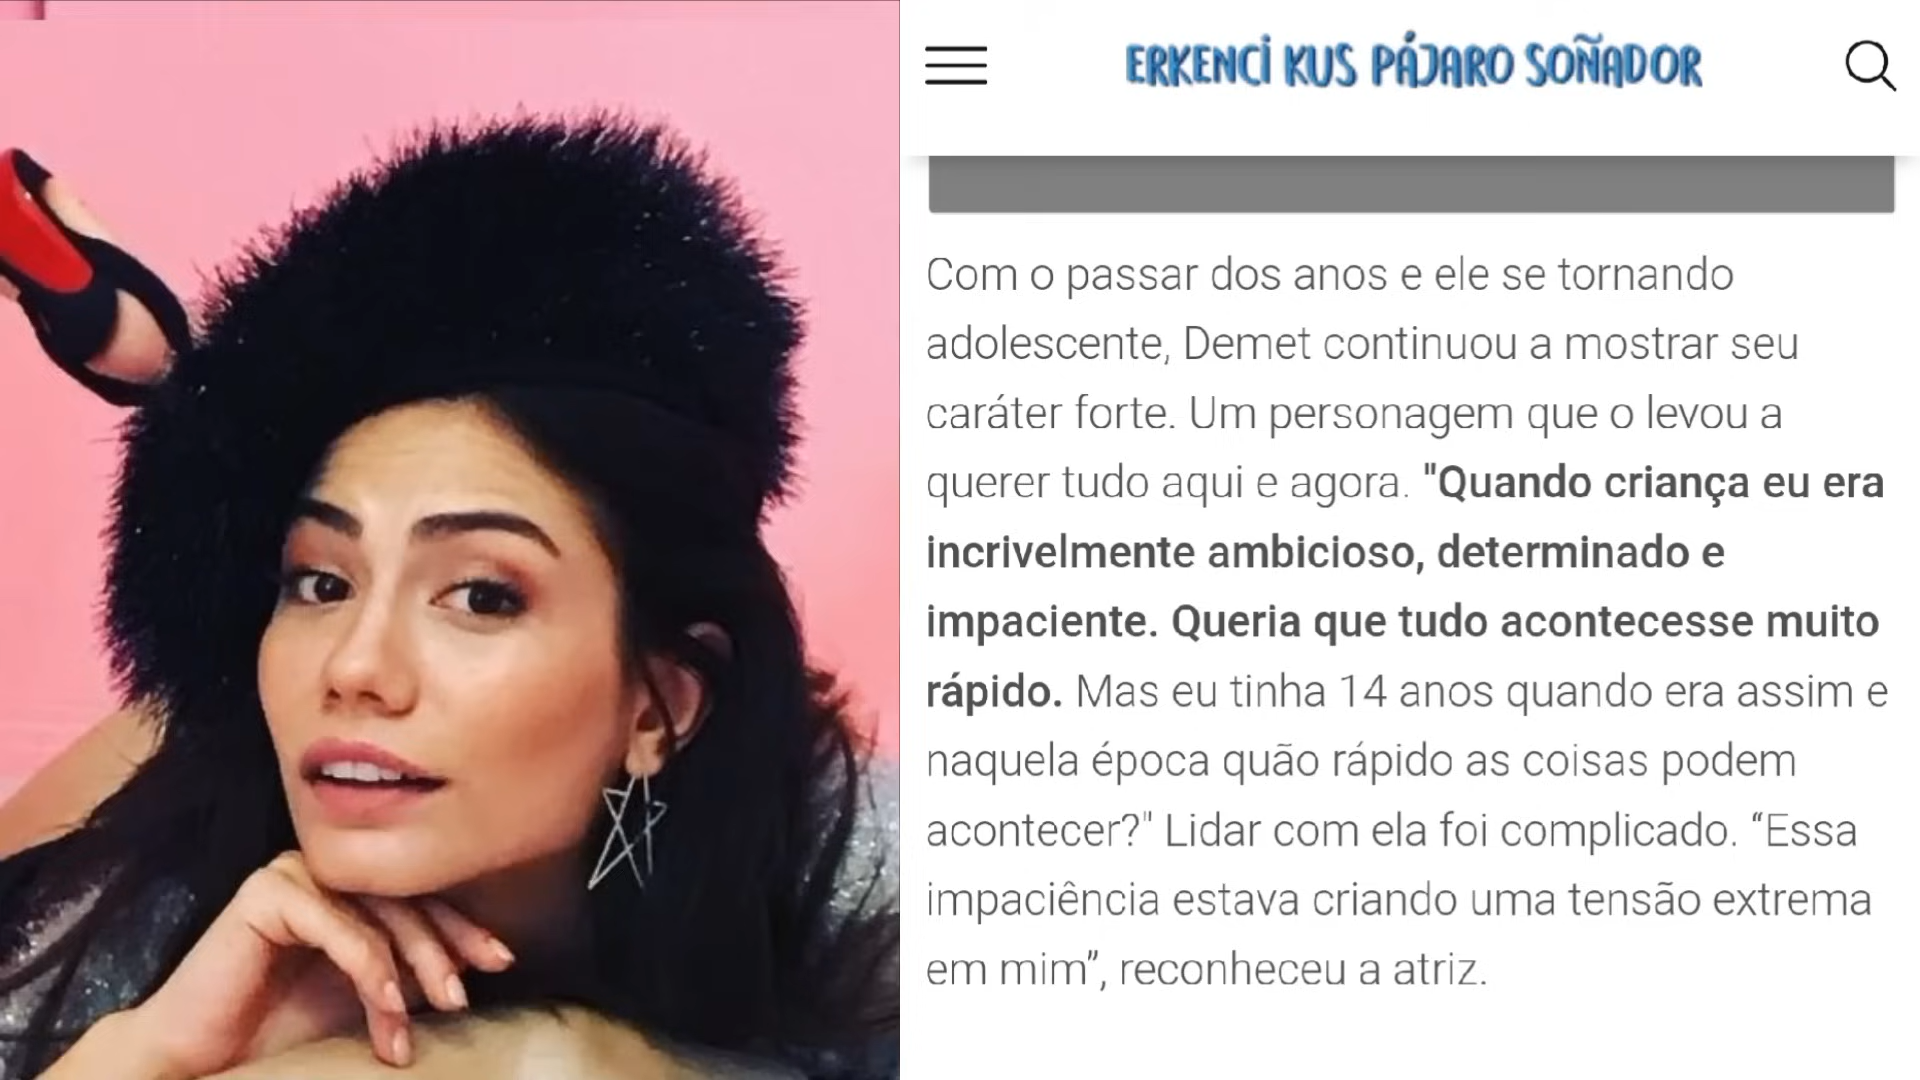 ERKENCİ KUS PÁJARO SOÑADOR
Com o passar dos anos e ele se tornando
adolescente, Demet continuou a mostrar seu
caráter forte. Um personagem que o levou a
querer tudo aqui e agora. "Quando criança eu era
incrivelmente ambicioso, determinado e
impaciente. Queria que tudo acontecesse muito
rápido. Mas eu tinha 14 anos quando era assim e
naquela época quão rápido as coisas podem
acontecer?" Lidar com ela foi complicado. “Essa
impaciência estava criando uma tensão extrema
em mim”, reconheceu a atriz.